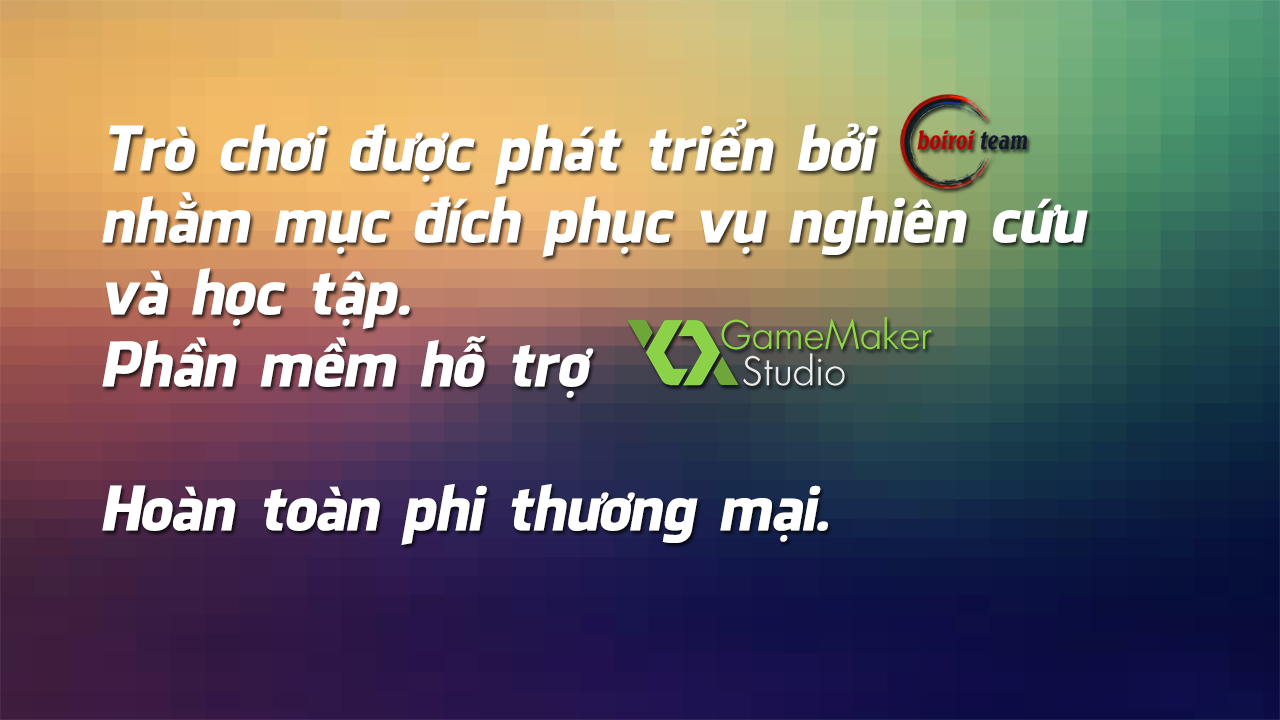 Trò chơi được phát triển bởi boiroi team
nhằm mục đích phục vụ nghiên cứu
và học tập.
Phần mềm hỗ trợ GameMaker
Studio
Hoàn toàn phi thương mại.